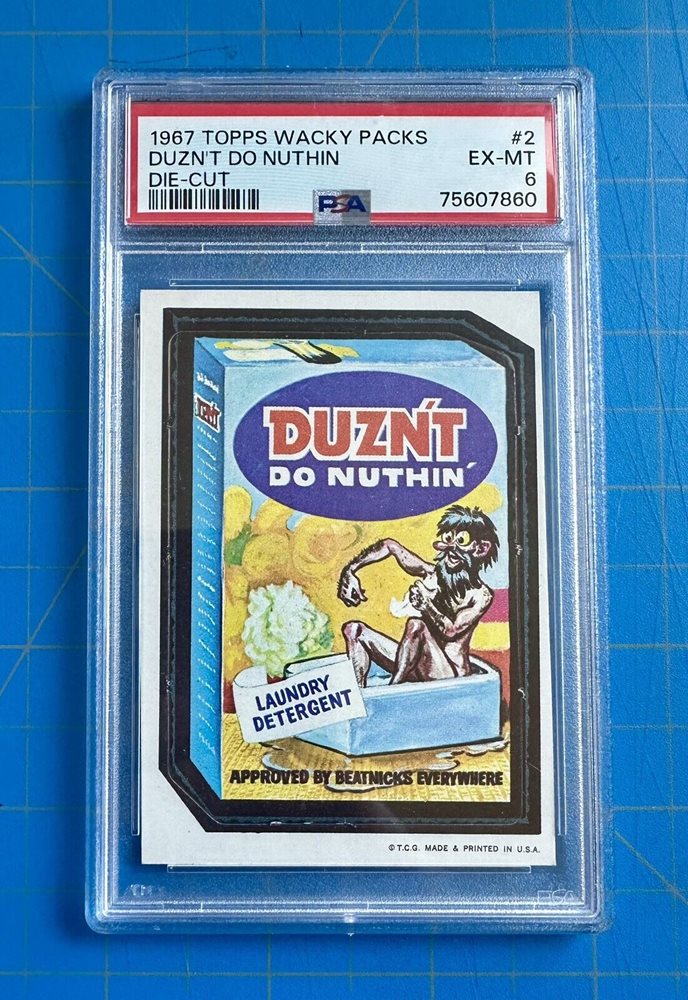 1967 TOPPS WACKY PACKS #2
DUZN'T DO NUTHIN EX-MT
DIE-CUT 6
PSA 75607860
DUZN'T
DO NUTHIN'
LAUNDRY
DETERGENT
APPROVED BY BEATNICKS EVERYWHERE
© T.C.G. MADE & PRINTED IN U.S.A.
PSA